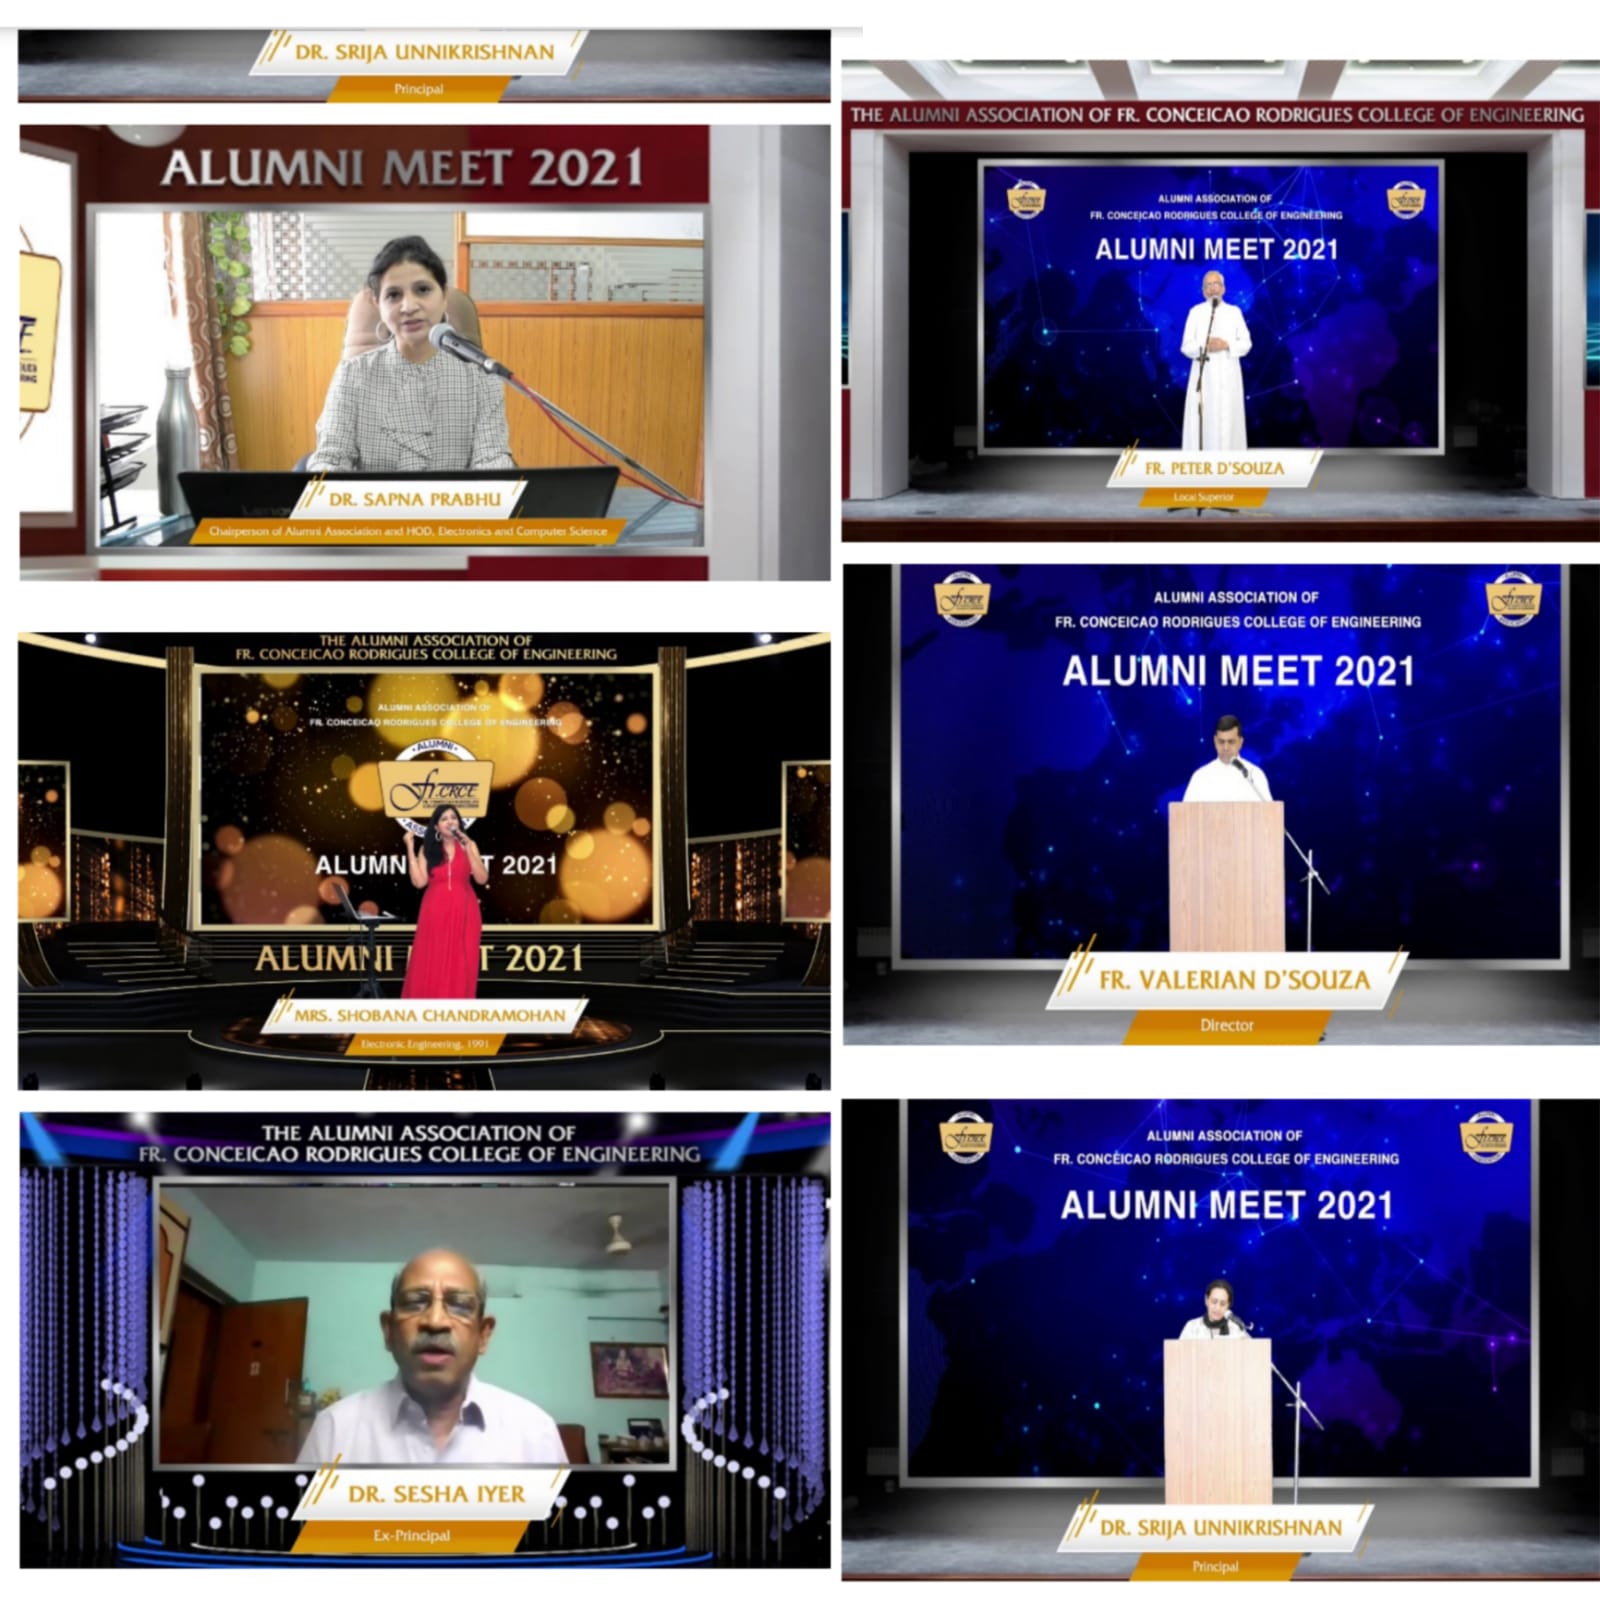 DR. SRIJA UNNIKRISHNAN
Principal
ALUMNI MEET 2021
DR. SAPNA PRABHU
Chairperson of Alumni Association and HOD, Electronics and Computer Science
THE ALUMNI ASSOCIATION OF
FR. CONCEICAO RODRIGUES COLLEGE OF ENGINEERING
ALUMNI ASSOCIATION OF
FR. CONCEICAO RODRIGUES COLLEGE OF ENGINEERING
ALUMNI
Fr.CRCE
ALUMN T 2021
ALUMNI T 2021
MRS. SHOBANA CHANDRAMOHAN
Electronic Engineering, 1991
THE ALUMNI ASSOCIATION OF
FR. CONCEICAO RODRIGUES COLLEGE OF ENGINEERING
DR. SESHA IYER
Ex-Principal
THE ALUMNI ASSOCIATION OF FR. CONCEICAO RODRIGUES COLLEGE OF ENGINEERING
ALUMNI ASSOCIATION OF
FR. CONCEICAO RODRIGUES COLLEGE OF ENGINEERING
ALUMNI MEET 2021
FR. PETER D'SOUZA
Local Superior
ALUMNI ASSOCIATION OF
FR. CONCEICAO RODRIGUES COLLEGE OF ENGINEERING
ALUMNI MEET 2021
FR. VALERIAN D'SOUZA
Director
ALUMNI ASSOCIATION OF
FR. CONCEICAO RODRIGUES COLLEGE OF ENGINEERING
ALUMNI MEET 2021
DR. SRIJA UNNIKRISHNAN
Principal